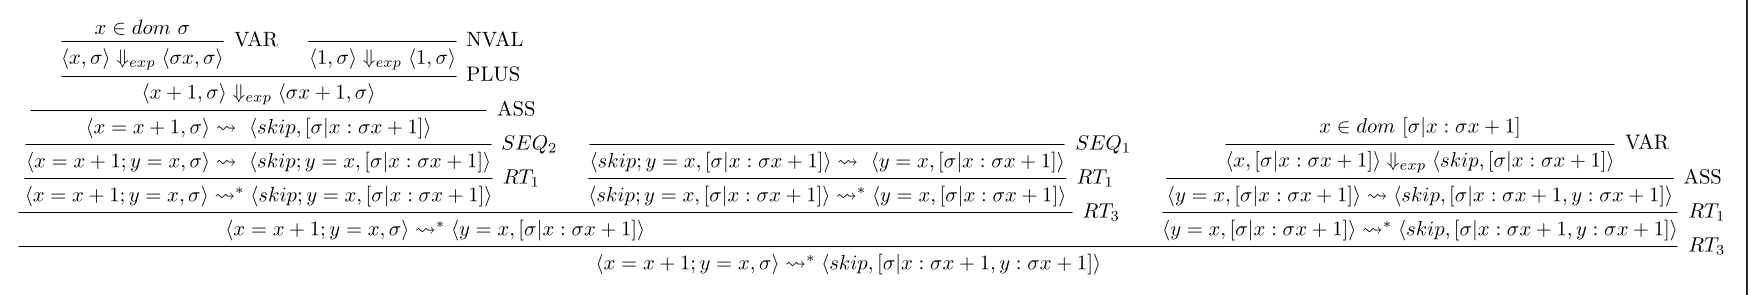 x ∈ dom σ
VAR
NVAL
⟨x, σ⟩ ⇓exp ⟨σx, σ⟩
⟨1, σ⟩ ⇓exp ⟨1, σ⟩
PLUS
⟨x + 1, σ⟩ ⇓exp ⟨σx + 1, σ⟩
ASS
⟨x = x + 1, σ⟩ ⇝ ⟨skip, [σ|x : σx + 1]⟩
x ∈ dom [σ|x : σx + 1]
SEQ₂
SEQ₁
VAR
⟨x = x + 1; y = x, σ⟩ ⇝ ⟨skip; y = x, [σ|x : σx + 1]⟩
⟨skip; y = x, [σ|x : σx + 1]⟩ ⇝ ⟨y = x, [σ|x : σx + 1]⟩
⟨x, [σ|x : σx + 1]⟩ ⇓exp ⟨skip, [σ|x : σx + 1]⟩
RT₁
RT₁
ASS
⟨x = x + 1; y = x, σ⟩ ⇝* ⟨skip; y = x, [σ|x : σx + 1]⟩
⟨skip; y = x, [σ|x : σx + 1]⟩ ⇝* ⟨y = x, [σ|x : σx + 1]⟩
⟨y = x, [σ|x : σx + 1]⟩ ⇝ ⟨skip, [σ|x : σx + 1, y : σx + 1]⟩
RT₃
RT₁
⟨x = x + 1; y = x, σ⟩ ⇝* ⟨y = x, [σ|x : σx + 1]⟩
⟨y = x, [σ|x : σx + 1]⟩ ⇝* ⟨skip, [σ|x : σx + 1, y : σx + 1]⟩
RT₃
⟨x = x + 1; y = x, σ⟩ ⇝* ⟨skip, [σ|x : σx + 1, y : σx + 1]⟩